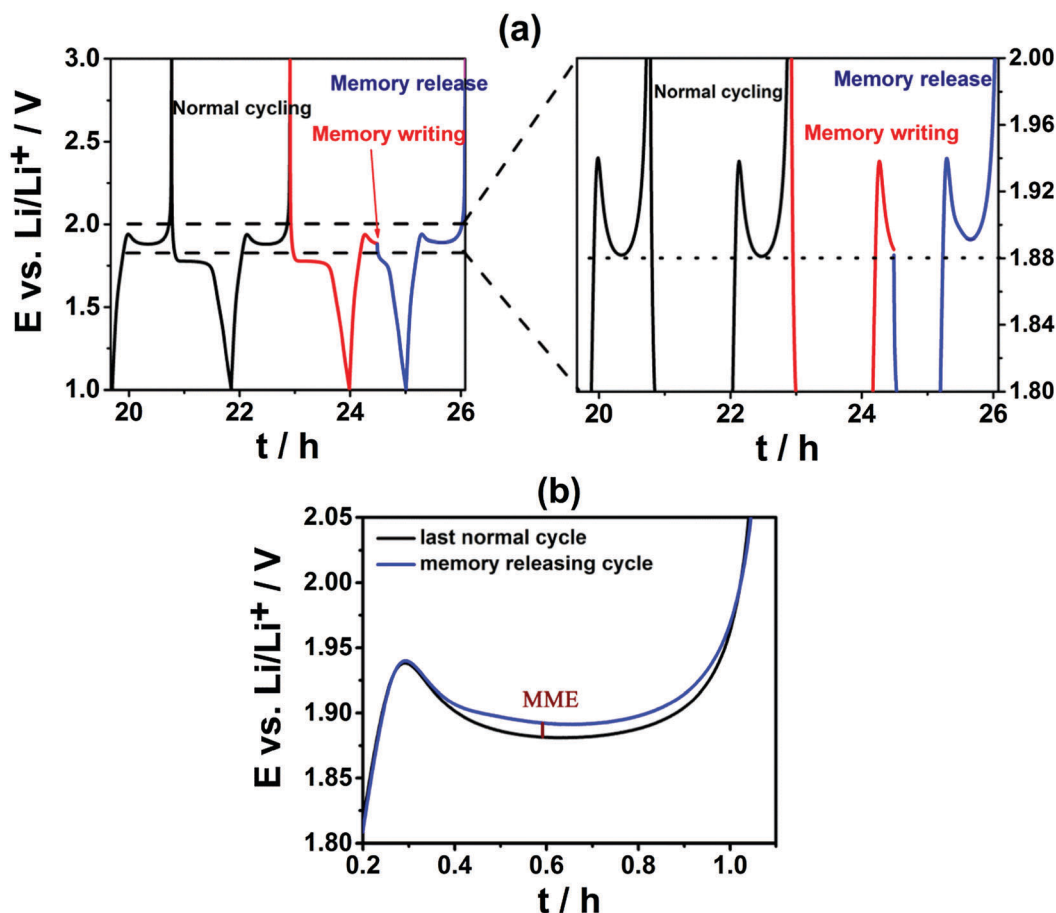 (a)
E vs. Li/Li⁺ / V
3.0
2.5
2.0
1.5
1.0
Normal cycling
Memory release
Memory writing
20 22 24 26
t / h
Normal cycling
Memory release
Memory writing
2.00
1.96
1.92
1.88
1.84
1.80
20 22 24 26
t / h
(b)
E vs. Li/Li⁺ / V
2.05
2.00
1.95
1.90
1.85
1.80
last normal cycle
memory releasing cycle
MME
0.2 0.4 0.6 0.8 1.0
t / h